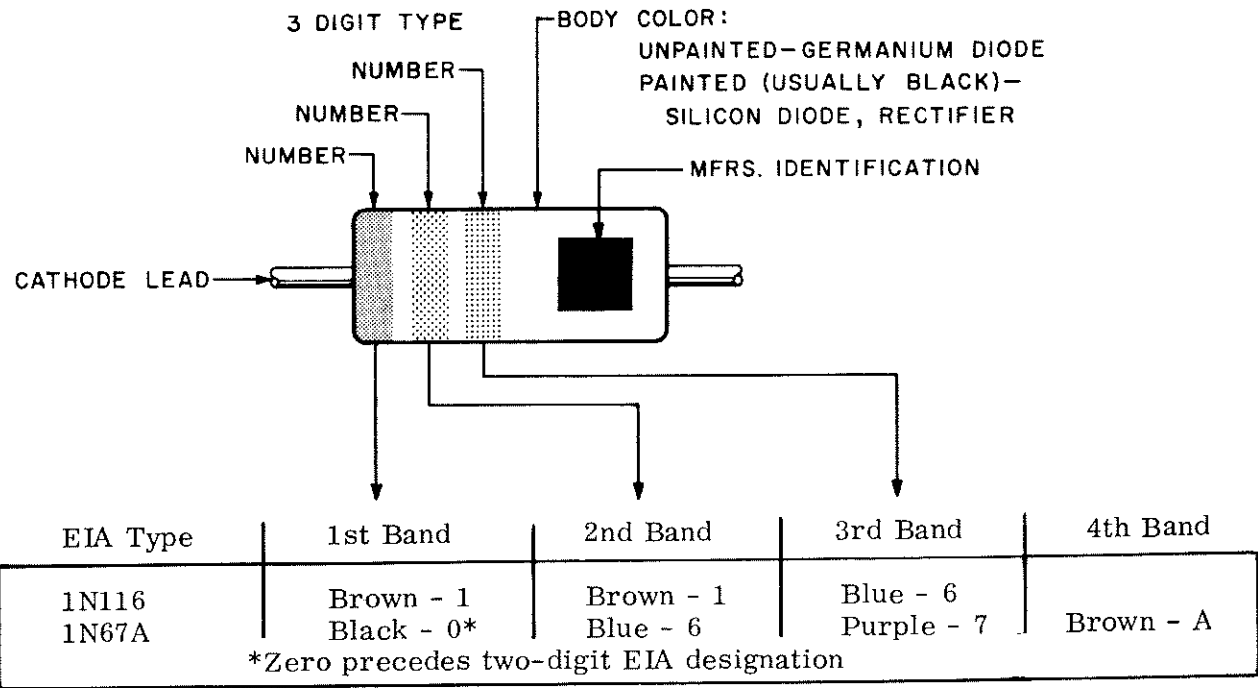 3 DIGIT TYPE
NUMBER
NUMBER
NUMBER
BODY COLOR:
UNPAINTED-GERMANIUM DIODE
PAINTED (USUALLY BLACK)-
SILICON DIODE, RECTIFIER
MFRS. IDENTIFICATION
CATHODE LEAD
EIA Type 1st Band 2nd Band 3rd Band 4th Band
1N116 Brown - 1 Brown - 1 Blue - 6
1N67A Black - 0* Blue - 6 Purple - 7 Brown - A
*Zero precedes two-digit EIA designation